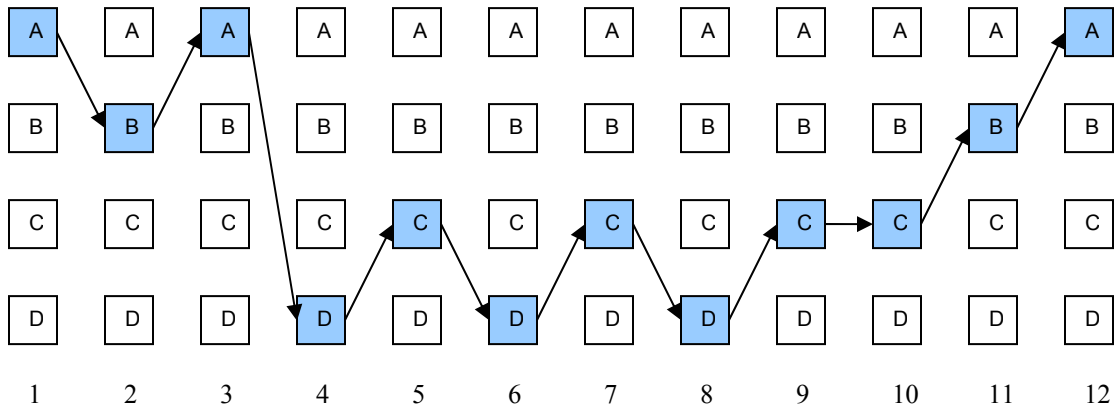 A A A A A A A A A A A A
B B B B B B B B B B B B
C C C C C C C C C C C C
D D D D D D D D D D D D
1 2 3 4 5 6 7 8 9 10 11 12